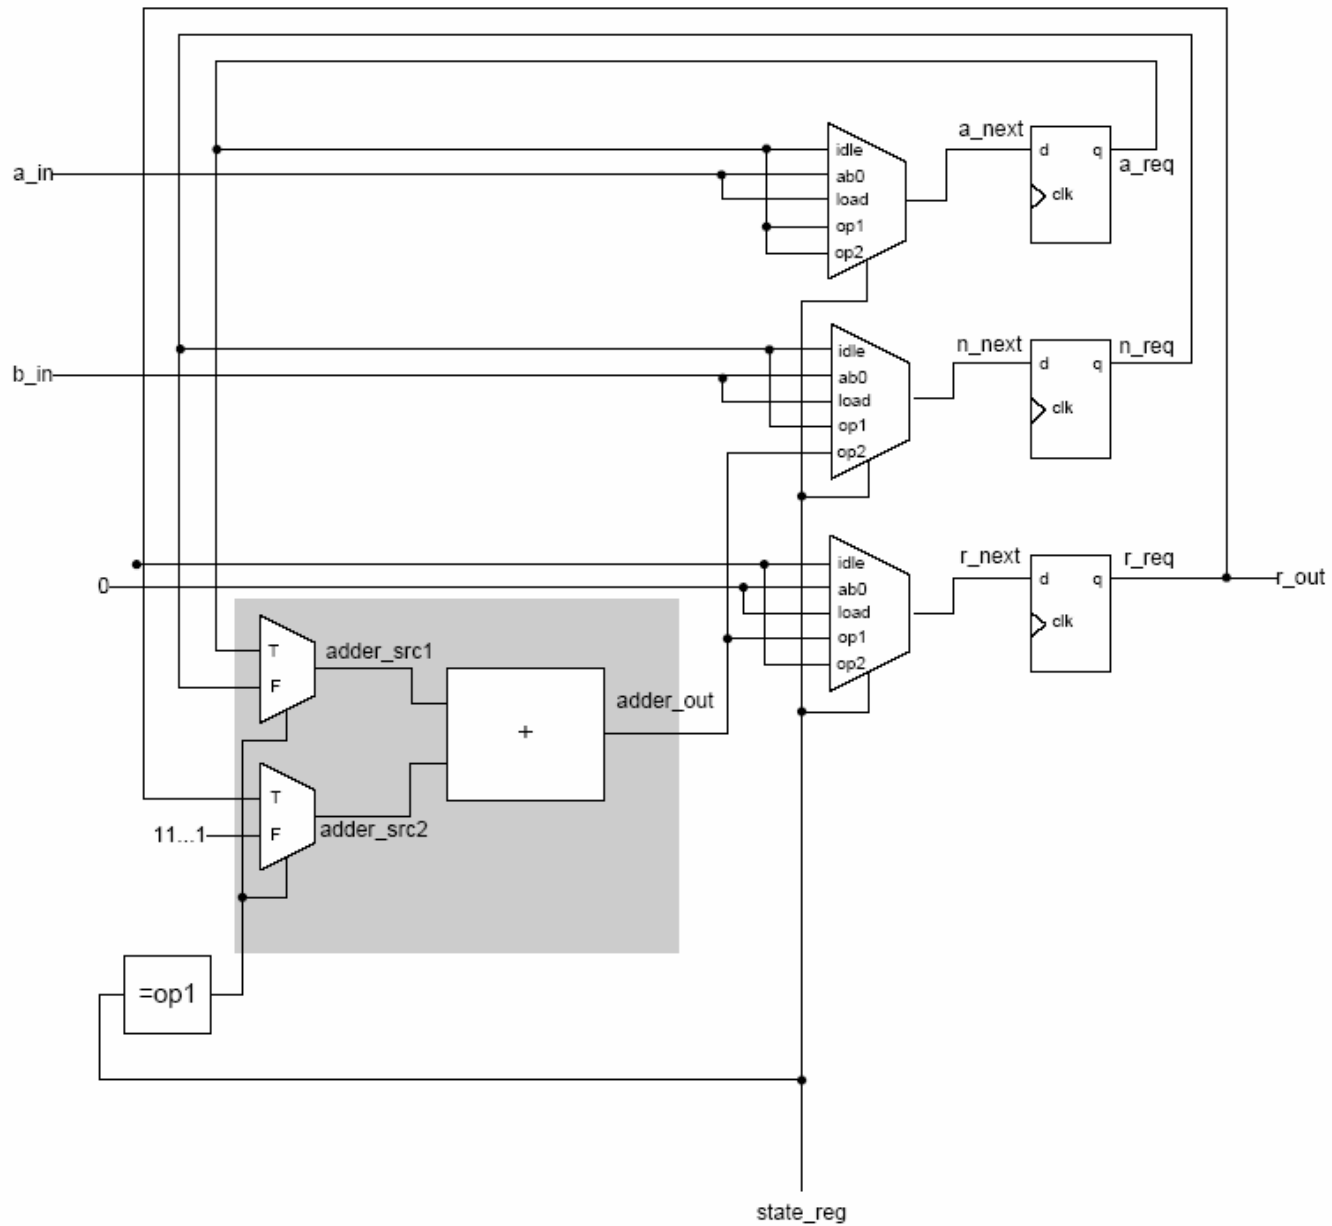 a_next
d q
a_req
clk
a_in
idle
ab0
load
op1
op2
n_next
n_req
d q
clk
b_in
idle
ab0
load
op1
op2
r_next
r_req
d q
clk
r_out
0
idle
ab0
load
op1
op2
T
F
adder_src1
+
adder_out
T
F
11...1
adder_src2
=op1
state_reg